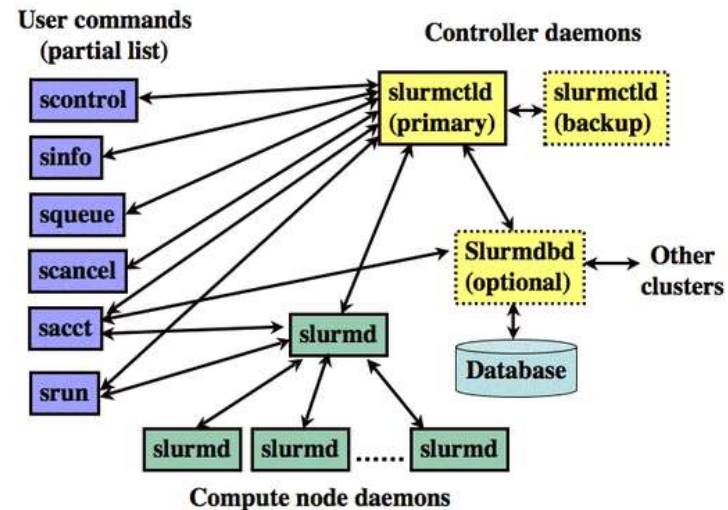 User commands
(partial list)
Controller daemons
scontrol
slurmctld
(primary)
slurmctld
(backup)
sinfo
squeue
scancel
Slurmdbd
(optional)
Other
clusters
sacct
slurmd
srun
Database
slurmd
slurmd
......
slurmd
Compute node daemons